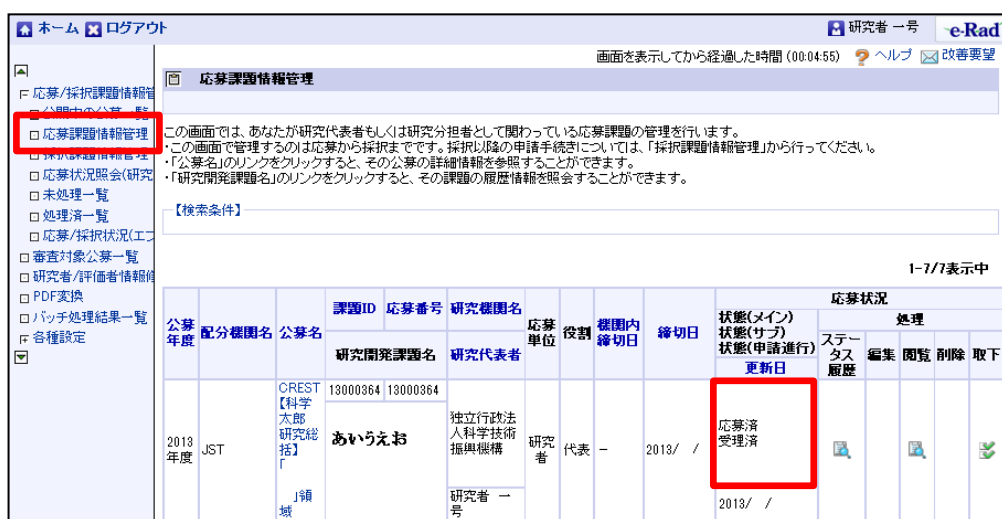 ホーム ログアウト 研究者 一号 e-Rad
画面を表示してから経過した時間 (00:04:55) ヘルプ 改善要望
応募/採択課題情報管
公開中の公募一覧
応募課題情報管理
採択課題情報管理
応募状況照会(研究
未処理一覧
処理済一覧
応募/採択状況(エフ
審査対象公募一覧
研究者/評価者情報修
PDF変換
バッチ処理結果一覧
各種設定
応募課題情報管理
この画面では、あなたが研究代表者もしくは研究分担者として関わっている応募課題の管理を行います。
・この画面で管理するのは応募から採択までです。採択以降の申請手続きについては、「採択課題情報管理」から行ってください。
・「公募名」のリンクをクリックすると、その公募の詳細情報を参照することができます。
・「研究開発課題名」のリンクをクリックすると、その課題の履歴情報を照会することができます。
【検索条件】
1-7/7表示中
公募年度 配分機関名 公募名 課題ID 応募番号 研究機関名 応募単位 役割 機関内締切日 締切日 応募状況
研究開発課題名 研究代表者
状態(メイン)
状態(サブ)
状態(申請進行)
更新日
処理
ステータス履歴 編集 閲覧 削除 取下
2013年度 JST
CREST
【科学
太郎
研究総
括】
「
」領
域
13000364 13000364
あいうえお
独立行政法
人科学技術
振興機構
研究者 一
号
研究者 代表 − 2013/ /
応募済
受理済
2013/ /